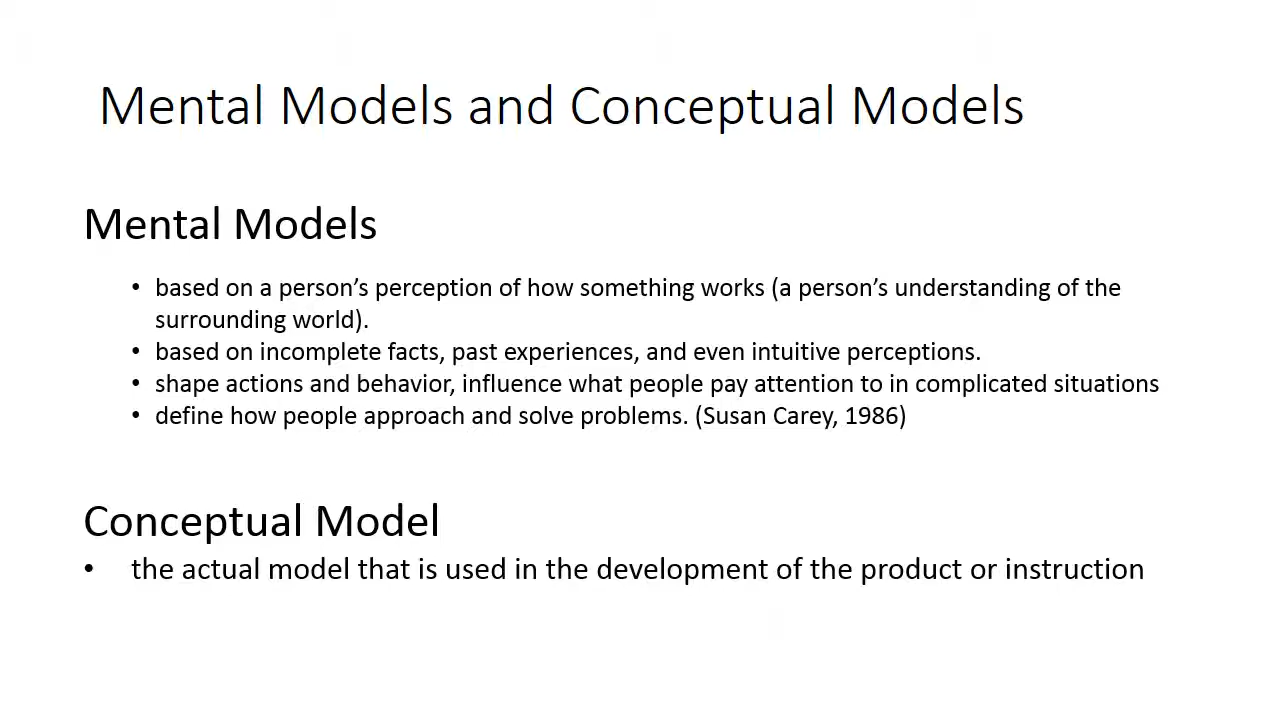 Mental Models and Conceptual Models
Mental Models
• based on a person’s perception of how something works (a person’s understanding of the
surrounding world).
• based on incomplete facts, past experiences, and even intuitive perceptions.
• shape actions and behavior, influence what people pay attention to in complicated situations
• define how people approach and solve problems. (Susan Carey, 1986)
Conceptual Model
• the actual model that is used in the development of the product or instruction